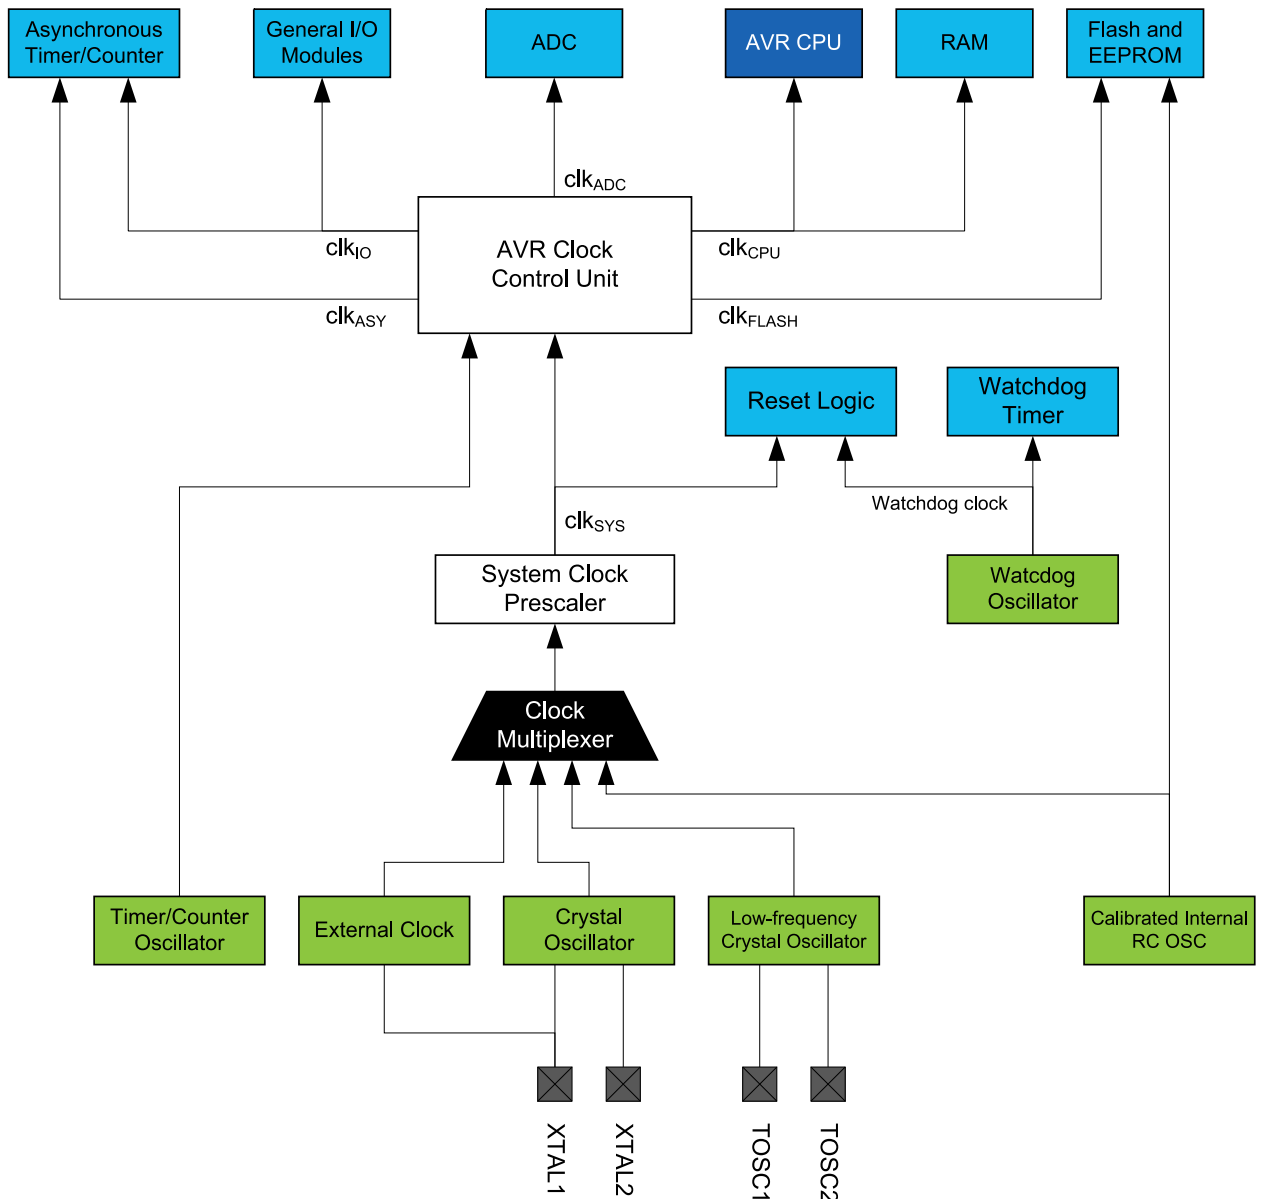 Asynchronous
Timer/Counter
General I/O
Modules
ADC
AVR CPU
RAM
Flash and
EEPROM
clkADC
clkIO
clkASY
AVR Clock
Control Unit
clkCPU
clkFLASH
Reset Logic
Watchdog
Timer
Watchdog clock
clkSYS
System Clock
Prescaler
Watcdog
Oscillator
Clock
Multiplexer
Timer/Counter
Oscillator
External Clock
Crystal
Oscillator
Low-frequency
Crystal Oscillator
Calibrated Internal
RC OSC
XTAL1
XTAL2
TOSC1
TOSC2